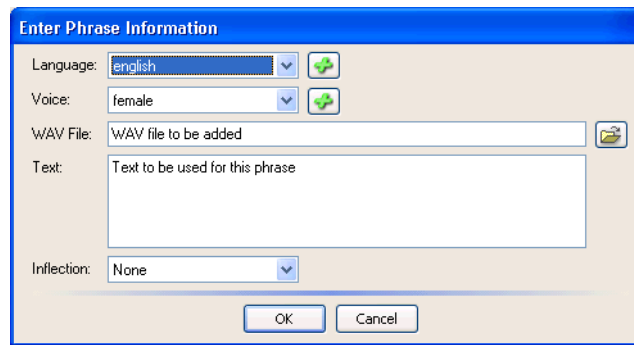 Enter Phrase Information
Language: english
Voice: female
WAV File: WAV file to be added
Text: Text to be used for this phrase
Inflection: None
OK Cancel